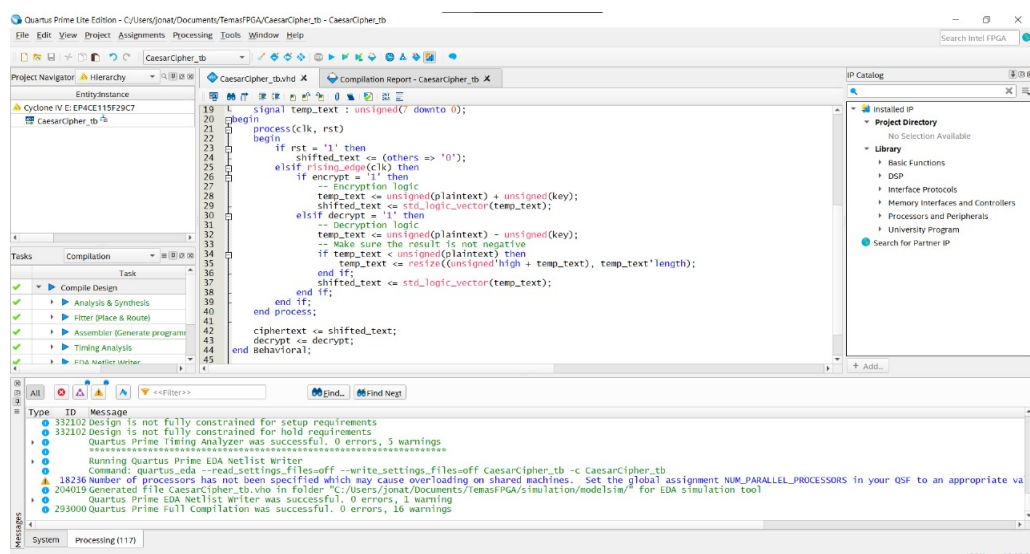 Quartus Prime Lite Edition - C:/Users/jonat/Documents/TemasFPGA/CaesarCipher_tb - CaesarCipher_tb
File Edit View Project Assignments Processing Tools Window Help
Search Intel FPGA
CaesarCipher_tb
Project Navigator Hierarchy
Entity:Instance
Cyclone IV E: EP4CE115F29C7
CaesarCipher_tb
CaesarCipher_tb.vhd
Compilation Report - CaesarCipher_tb
19 signal temp_text : unsigned(7 downto 0);
20 begin
21 process(clk, rst)
22 begin
23 if rst = '1' then
24 shifted_text <= (others => '0');
25 elsif rising_edge(clk) then
26 if encrypt = '1' then
27 -- Encryption logic
28 temp_text <= unsigned(plaintext) + unsigned(key);
29 shifted_text <= std_logic_vector(temp_text);
30 elsif decrypt = '1' then
31 -- Decryption logic
32 temp_text <= unsigned(plaintext) - unsigned(key);
33 -- Make sure the result is not negative
34 if temp_text < unsigned(plaintext) then
35 temp_text <= resize((unsigned'high + temp_text), temp_text'length);
36 end if;
37 shifted_text <= std_logic_vector(temp_text);
38 end if;
39 end if;
40 end process;
41
42 ciphertext <= shifted_text;
43 decrypt <= decrypt;
44 end Behavioral;
45
IP Catalog
Installed IP
Project Directory
No Selection Available
Library
Basic Functions
DSP
Interface Protocols
Memory Interfaces and Controllers
Processors and Peripherals
University Program
Search for Partner IP
+ Add...
Tasks Compilation
Task
Compile Design
Analysis & Synthesis
Fitter (Place & Route)
Assembler (Generate programm
Timing Analysis
EDA Netlist Writer
All <<Filter>> Find... Find Next
Type ID Message
332102 Design is not fully constrained for setup requirements
332102 Design is not fully constrained for hold requirements
Quartus Prime Timing Analyzer was successful. 0 errors, 5 warnings
*******************************************************************
Running Quartus Prime EDA Netlist Writer
Command: quartus_eda --read_settings_files=off --write_settings_files=off CaesarCipher_tb -c CaesarCipher_tb
18236 Number of processors has not been specified which may cause overloading on shared machines. Set the global assignment NUM_PARALLEL_PROCESSORS in your QSF to an appropriate va
204019 Generated file CaesarCipher_tb.vho in folder "C:/Users/jonat/Documents/TemasFPGA/simulation/modelsim/" for EDA simulation tool
Quartus Prime EDA Netlist Writer was successful. 0 errors, 1 warning
293000 Quartus Prime Full Compilation was successful. 0 errors, 16 warnings
Messages
System Processing (117)